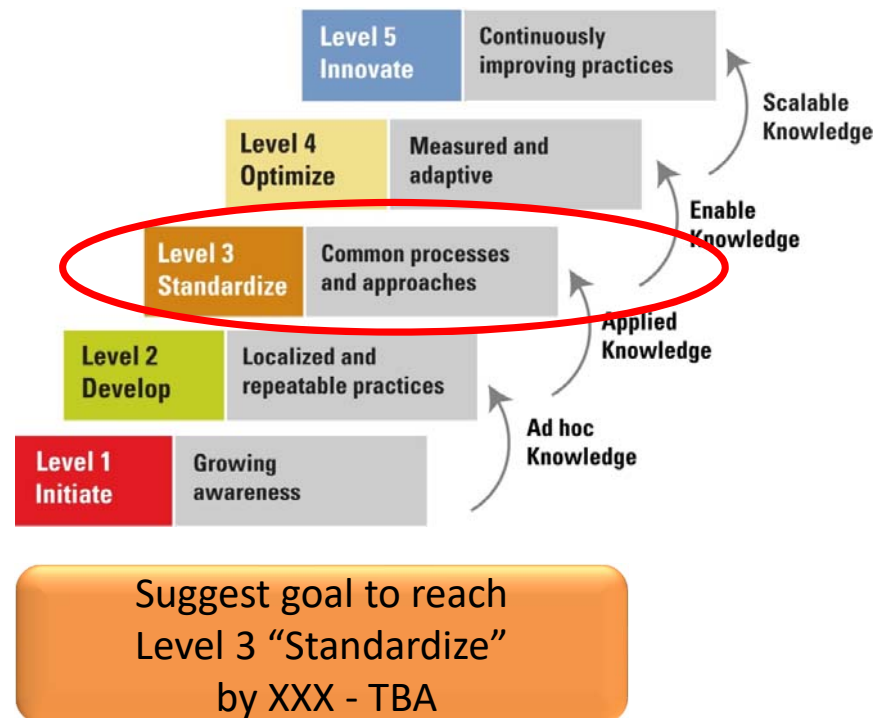 Level 5
Innovate
Continuously
improving practices
Scalable
Knowledge
Level 4
Optimize
Measured and
adaptive
Enable
Knowledge
Level 3
Standardize
Common processes
and approaches
Applied
Knowledge
Level 2
Develop
Localized and
repeatable practices
Ad hoc
Knowledge
Level 1
Initiate
Growing
awareness
Suggest goal to reach
Level 3 “Standardize”
by XXX - TBA